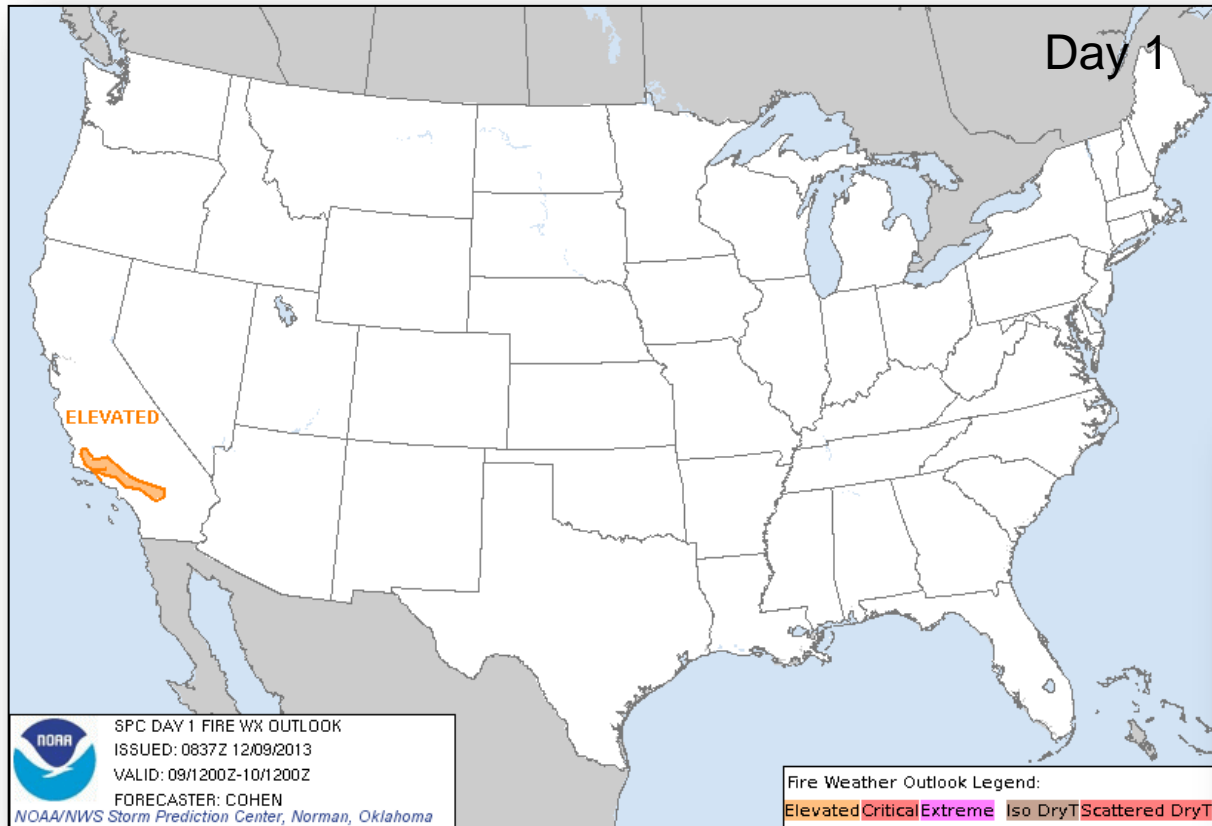 Day 1
ELEVATED
NOAA
SPC DAY 1 FIRE WX OUTLOOK
ISSUED: 0837Z 12/09/2013
VALID: 09/1200Z-10/1200Z
FORECASTER: COHEN
NOAA/NWS Storm Prediction Center, Norman, Oklahoma
Fire Weather Outlook Legend:
Elevated Critical Extreme Iso DryT Scattered DryT